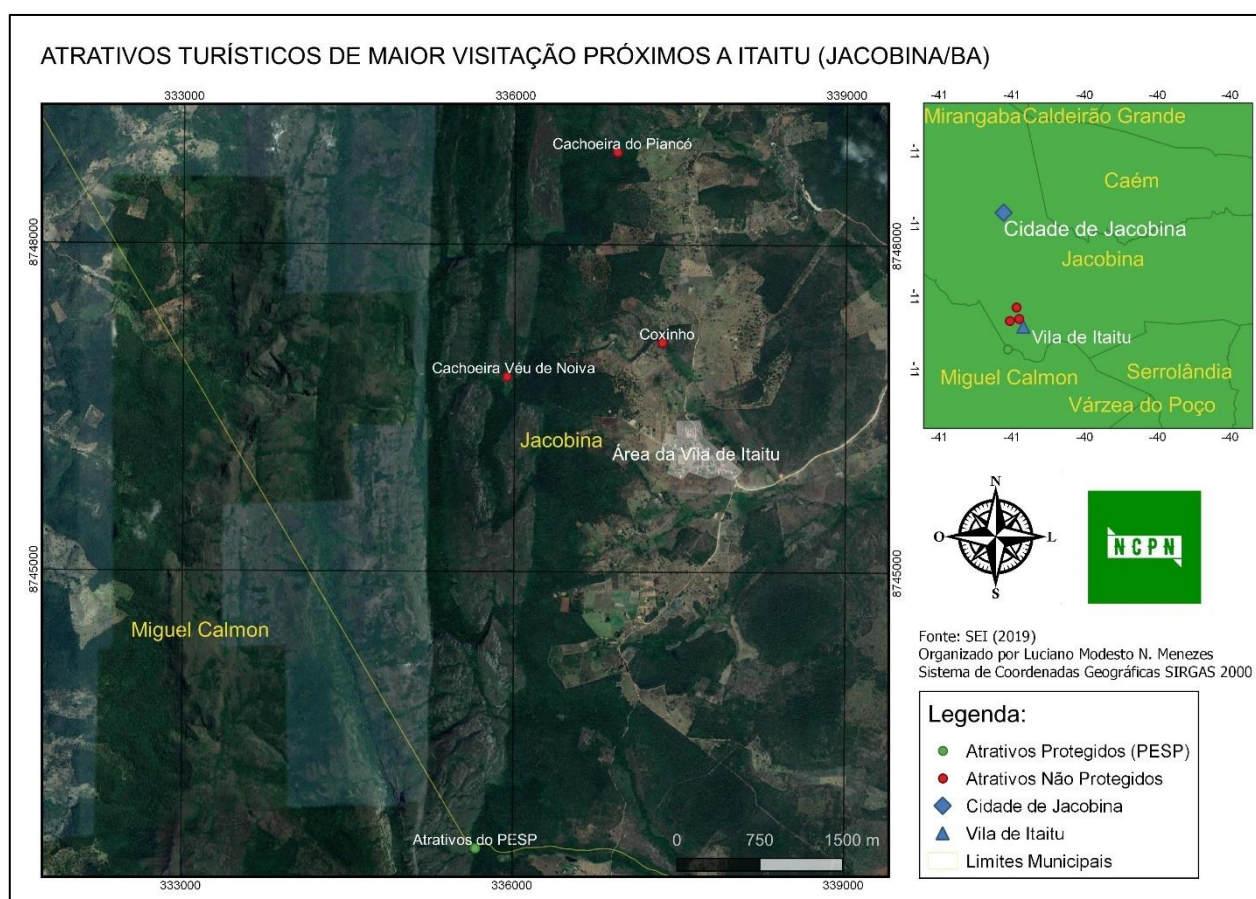 ATRATIVOS TURÍSTICOS DE MAIOR VISITAÇÃO PRÓXIMOS A ITAITU (JACOBINA/BA)
333000 336000 339000
Cachoeira do Piancó
8748000 8748000
Coxinho
Cachoeira Véu de Noiva
Jacobina
Área da Vila de Itaitu
8745000 8745000
Miguel Calmon
Atrativos do PESP
0 750 1500 m
333000 336000 339000
-41 -41 -40 -40 -40
Mirangaba Caldeirão Grande
-11 -11
Caém
-11 -11
Cidade de Jacobina
Jacobina
-11 -11
Vila de Itaitu
-11 -11
Miguel Calmon
Serrolândia
Várzea do Poço
-41 -41 -40 -40 -40
N
O L
S
NCPN
Fonte: SEI (2019)
Organizado por Luciano Modesto N. Menezes
Sistema de Coordenadas Geográficas SIRGAS 2000
Legenda:
Atrativos Protegidos (PESP)
Atrativos Não Protegidos
Cidade de Jacobina
Vila de Itaitu
Limites Municipais